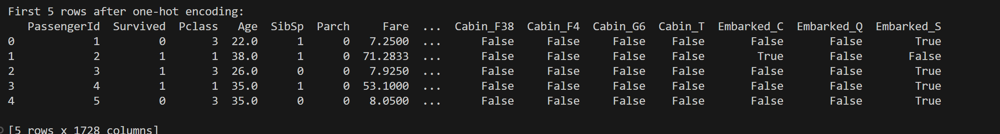 First 5 rows after one-hot encoding:
PassengerId Survived Pclass Age SibSp Parch Fare ... Cabin_F38 Cabin_F4 Cabin_G6 Cabin_T Embarked_C Embarked_Q Embarked_S
0 1 0 3 22.0 1 0 7.2500 ... False False False False False False True
1 2 1 1 38.0 1 0 71.2833 ... False False False False True False False
2 3 1 3 26.0 0 0 7.9250 ... False False False False False False True
3 4 1 1 35.0 1 0 53.1000 ... False False False False False False True
4 5 0 3 35.0 0 0 8.0500 ... False False False False False False True
[5 rows x 1728 columns]